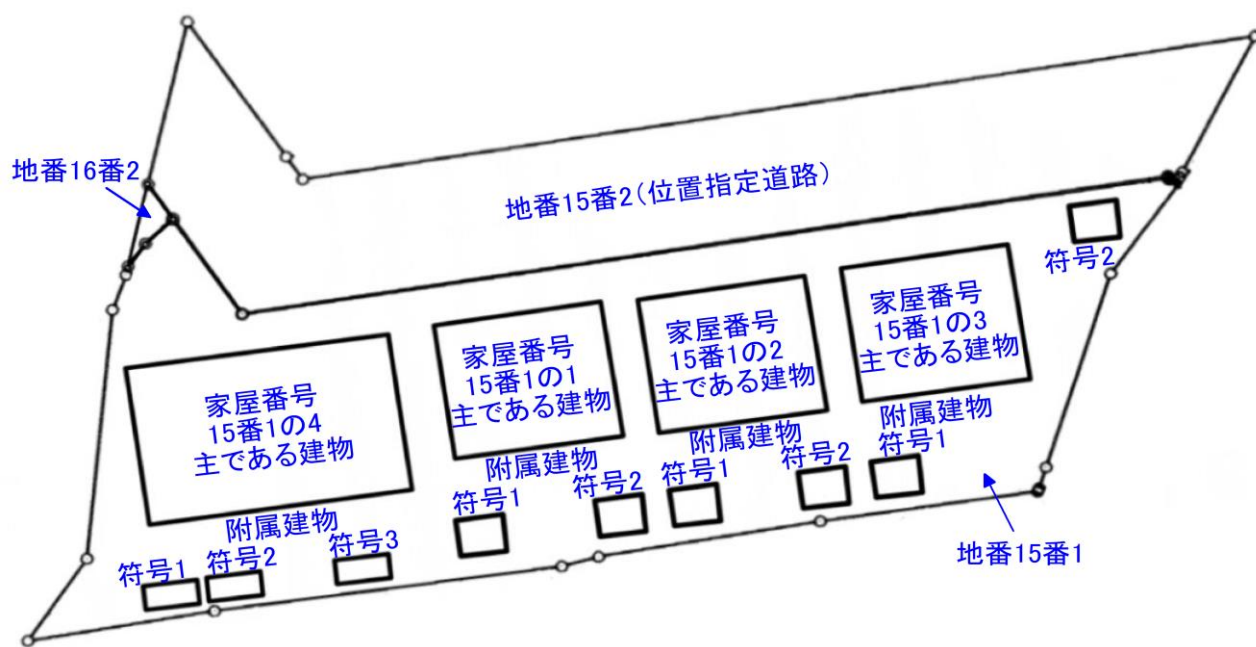 地番16番2
地番15番2(位置指定道路)
符号2
家屋番号
15番1の4
主である建物
家屋番号
15番1の1
主である建物
家屋番号
15番1の2
主である建物
家屋番号
15番1の3
主である建物
附属建物
符号1
符号2
符号3
附属建物
符号1
符号2
附属建物
符号1
符号2
附属建物
符号1
地番15番1